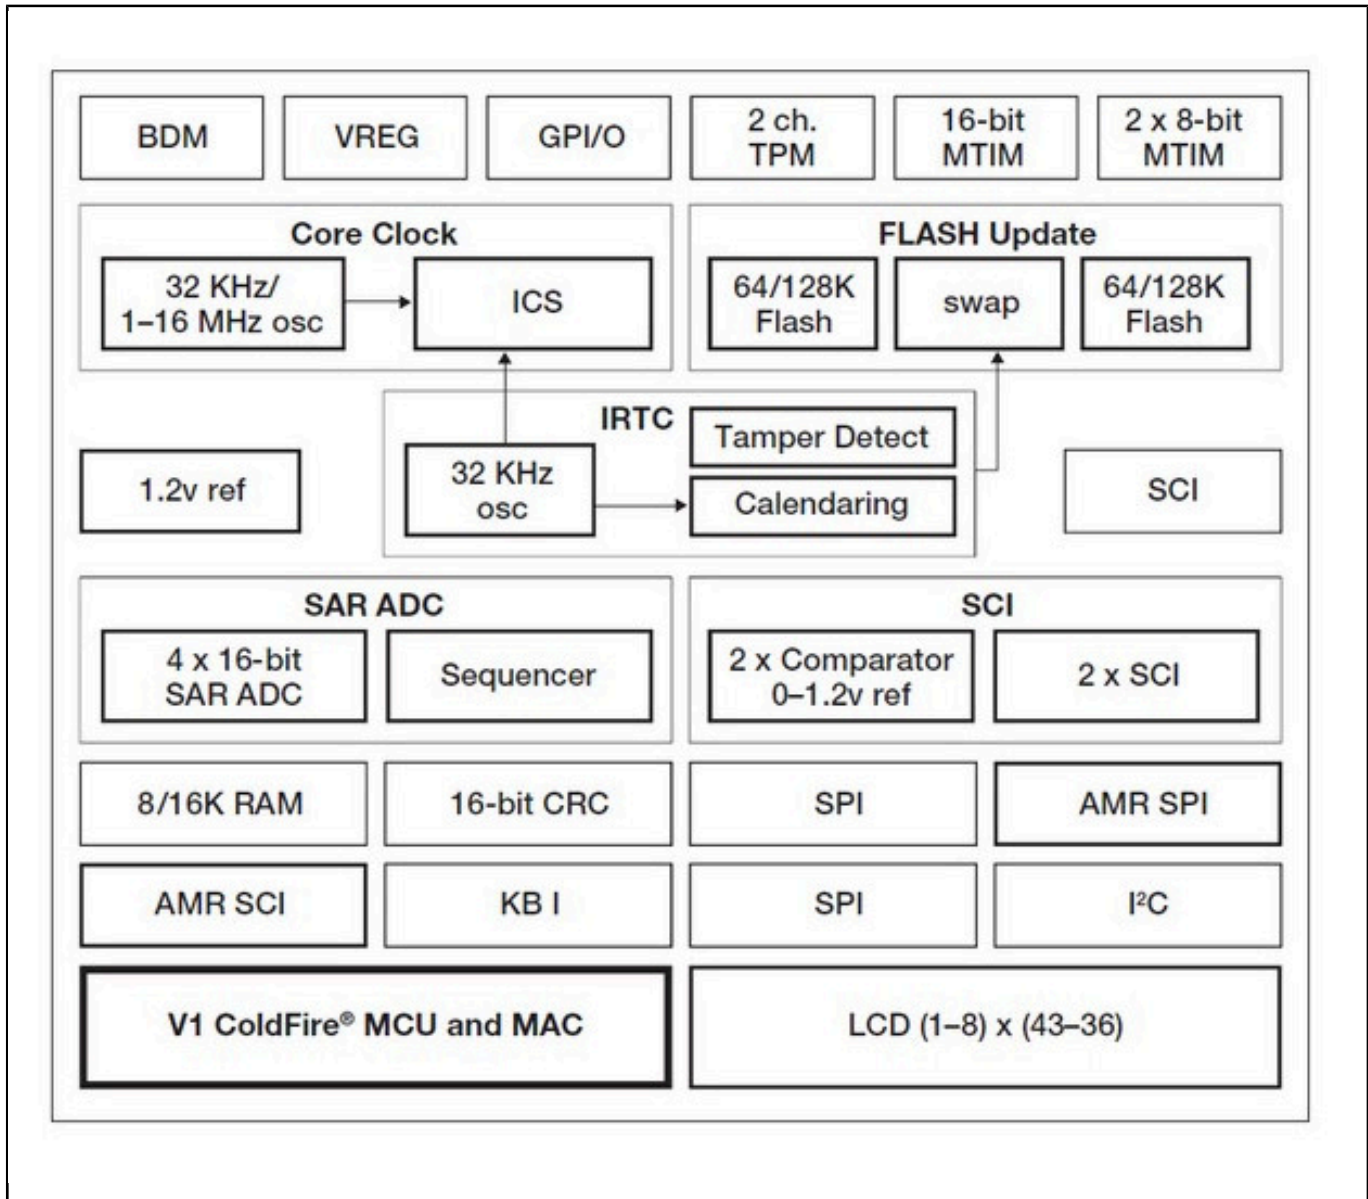 BDM
VREG
GPI/O
2 ch.
TPM
16-bit
MTIM
2 x 8-bit
MTIM
Core Clock
32 KHz/
1–16 MHz osc
ICS
FLASH Update
64/128K
Flash
swap
64/128K
Flash
1.2v ref
IRTC
32 KHz
osc
Tamper Detect
Calendaring
SCI
SAR ADC
4 x 16-bit
SAR ADC
Sequencer
SCI
2 x Comparator
0–1.2v ref
2 x SCI
8/16K RAM
16-bit CRC
SPI
AMR SPI
AMR SCI
KB I
SPI
I²C
V1 ColdFire® MCU and MAC
LCD (1–8) x (43–36)